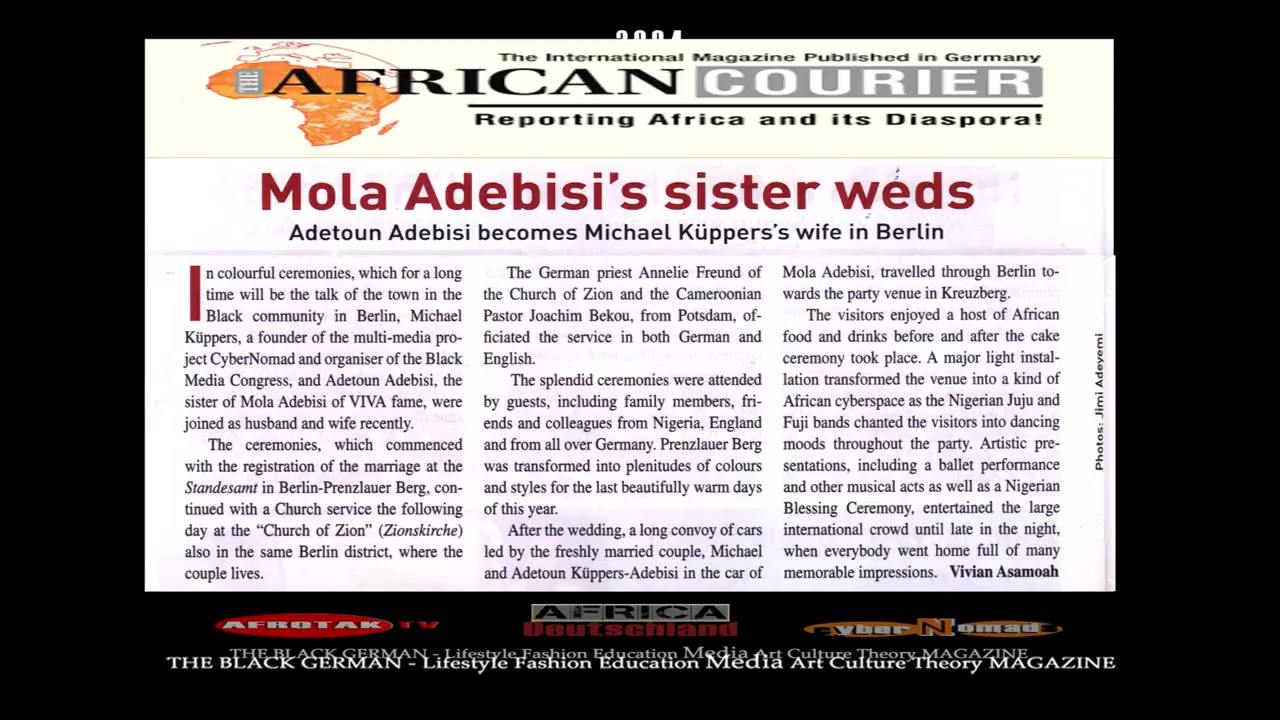 2004
The International Magazine Published in Germany
THE AFRICAN COURIER
Reporting Africa and its Diaspora!
Mola Adebisi's sister weds
Adetoun Adebisi becomes Michael Küppers's wife in Berlin
In colourful ceremonies, which for a long
time will be the talk of the town in the
Black community in Berlin, Michael
Küppers, a founder of the multi-media pro-
ject CyberNomad and organiser of the Black
Media Congress, and Adetoun Adebisi, the
sister of Mola Adebisi of VIVA fame, were
joined as husband and wife recently.
The ceremonies, which commenced
with the registration of the marriage at the
Standesamt in Berlin-Prenzlauer Berg, con-
tinued with a Church service the following
day at the “Church of Zion” (Zionskirche)
also in the same Berlin district, where the
couple lives.
The German priest Annelie Freund of
the Church of Zion and the Cameroonian
Pastor Joachim Bekou, from Potsdam, of-
ficiated the service in both German and
English.
The splendid ceremonies were attended
by guests, including family members, fri-
ends and colleagues from Nigeria, England
and from all over Germany. Prenzlauer Berg
was transformed into plenitudes of colours
and styles for the last beautifully warm days
of this year.
After the wedding, a long convoy of cars
led by the freshly married couple, Michael
and Adetoun Küppers-Adebisi in the car of
Mola Adebisi, travelled through Berlin to-
wards the party venue in Kreuzberg.
The visitors enjoyed a host of African
food and drinks before and after the cake
ceremony took place. A major light instal-
lation transformed the venue into a kind of
African cyberspace as the Nigerian Juju and
Fuji bands chanted the visitors into dancing
moods throughout the party. Artistic pre-
sentations, including a ballet performance
and other musical acts as well as a Nigerian
Blessing Ceremony, entertained the large
international crowd until late in the night,
when everybody went home full of many
memorable impressions. Vivian Asamoah
Photos: Jimi Adeyemi
AFROTAK TV
AFRICA
Deutschland
cyberNomads
THE BLACK GERMAN - Lifestyle Fashion Education Media Art Culture Theory MAGAZINE
THE BLACK GERMAN - Lifestyle Fashion Education Media Art Culture Theory MAGAZINE